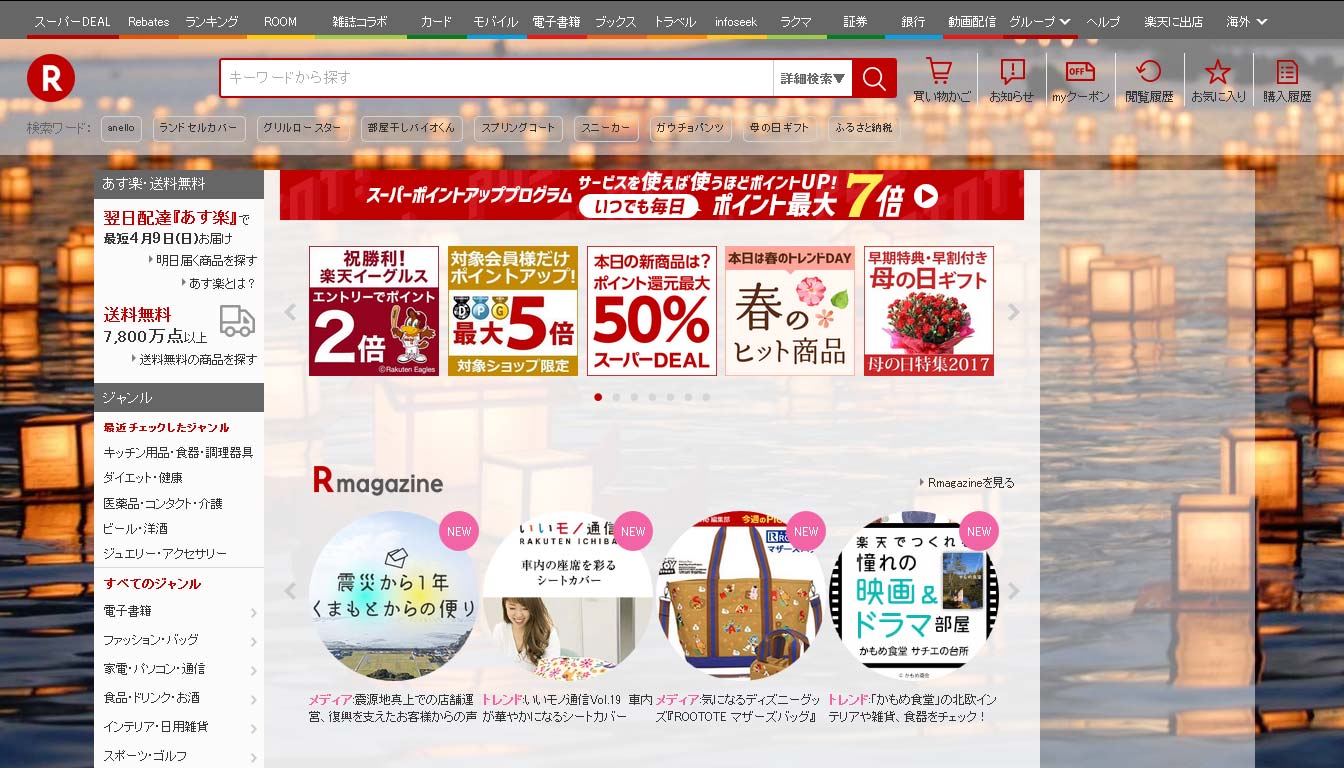 スーパーDEAL Rebates ランキング ROOM 雑誌コラボ カード モバイル 電子書籍 ブックス トラベル infoseek ラクマ 証券 銀行 動画配信 グループ ヘルプ 楽天に出店 海外
R
キーワードから探す
詳細検索▼
買い物かご お知らせ myクーポン 閲覧履歴 お気に入り 購入履歴
OFF
検索ワード: anello ランドセルカバー グリルロースター 部屋干しバイオくん スプリングコート スニーカー ガウチョパンツ 母の日ギフト ふるさと納税
あす楽・送料無料
翌日配達『あす楽』で
最短4月9日(日)お届け
明日届く商品を探す
あす楽とは?
送料無料
7,800万点以上
送料無料の商品を探す
ジャンル
最近チェックしたジャンル
キッチン用品・食器・調理器具
ダイエット・健康
医薬品・コンタクト・介護
ビール・洋酒
ジュエリー・アクセサリー
すべてのジャンル
電子書籍
ファッション・バッグ
家電・パソコン・通信
食品・ドリンク・お酒
インテリア・日用雑貨
スポーツ・ゴルフ
スーパーポイントアッププログラム
サービスを使えば使うほどポイントUP!
いつでも毎日 ポイント最大7倍
祝勝利!
楽天イーグルス
エントリーでポイント
2倍
©Rakuten Eagles
対象会員様だけ
ポイントアップ!
D P G
最大5倍
対象ショップ限定
本日の新商品は?
ポイント還元最大
50%
スーパーDEAL
本日は春のトレンドDAY
春の
ヒット商品
早期特典・早割付き
母の日ギフト
母の日特集2017
Rmagazine
Rmagazineを見る
NEW
震災から1年
くまもとからの便り
NEW
いいモノ通信
RAKUTEN ICHIBA
車内の座席を彩る
シートカバー
NEW
編集部 今週のPic
マザーズ
NEW
楽天でつくれ
憧れの
映画&
ドラマ部屋
かもめ食堂 サチエの台所
メディア:震源地真上での店舗運
営、復興を支えたお客様からの声
トレンド:いいモノ通信Vol.19 車内
が華やかになるシートカバー
メディア:気になるディズニーグッ
ズ『ROOTOTE マザーズバッグ』
トレンド:「かもめ食堂」の北欧イン
テリアや雑貨、食器をチェック!